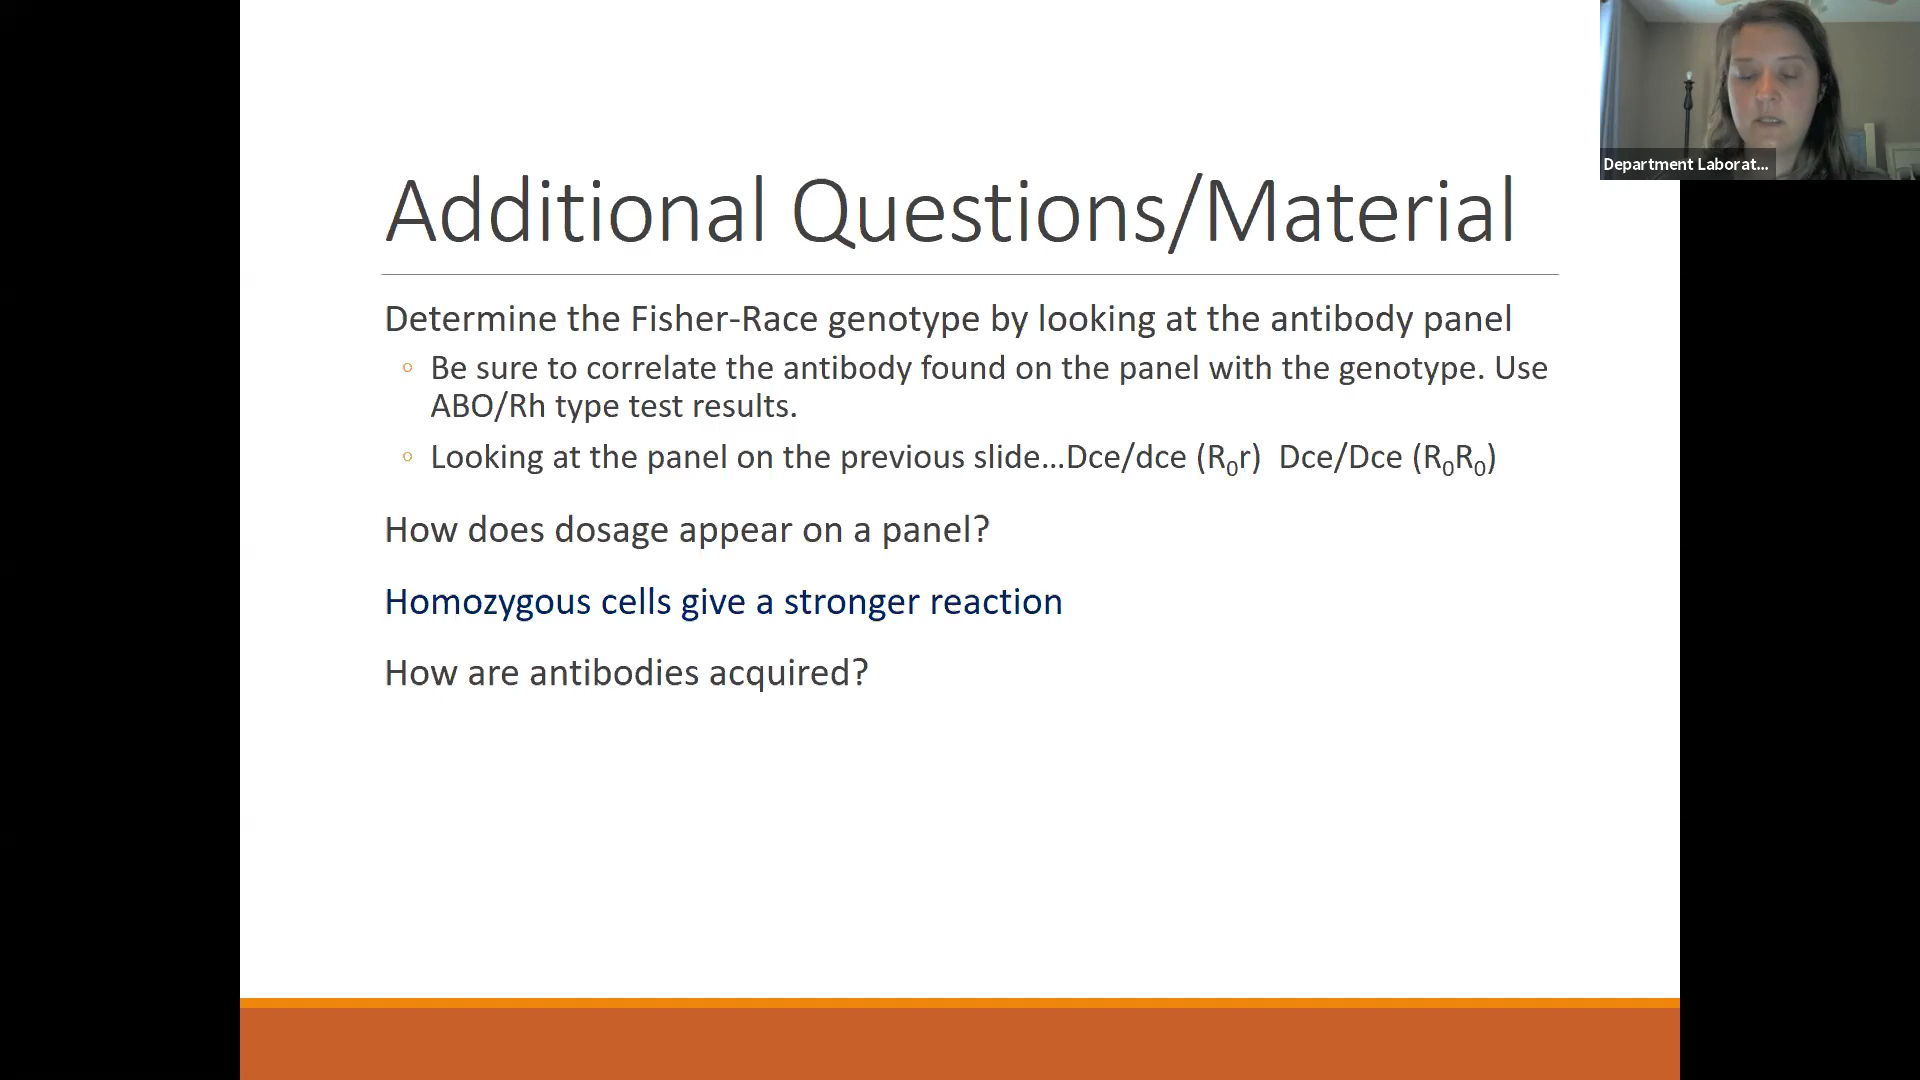 Department Laborat...
Additional Questions/Material
Determine the Fisher-Race genotype by looking at the antibody panel
◦ Be sure to correlate the antibody found on the panel with the genotype. Use
ABO/Rh type test results.
◦ Looking at the panel on the previous slide…Dce/dce (R₀r) Dce/Dce (R₀R₀)
How does dosage appear on a panel?
Homozygous cells give a stronger reaction
How are antibodies acquired?